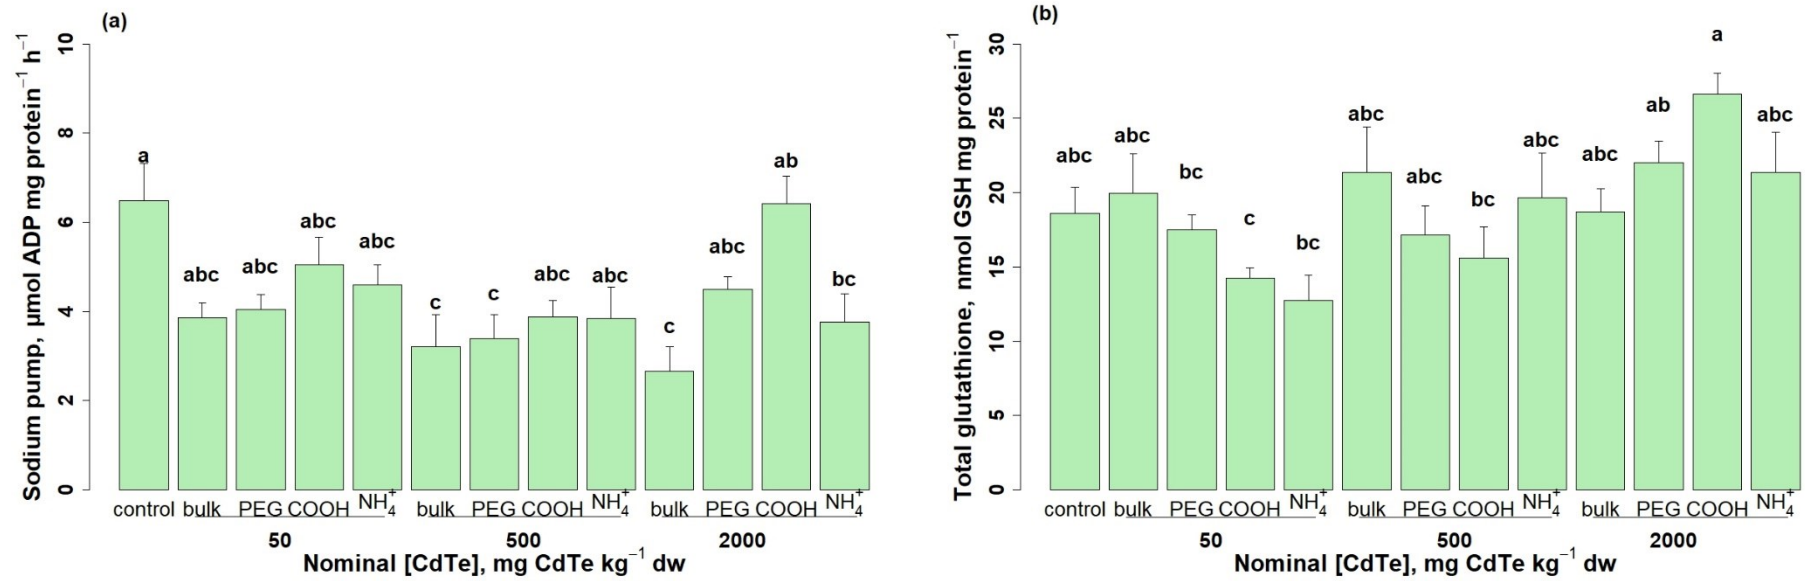 (a)
Sodium pump, µmol ADP mg protein⁻¹ h⁻¹
10
8
6
4
2
0
a
abc
abc
abc
abc
c
c
abc
abc
c
abc
ab
bc
control bulk PEG COOH NH₄⁺ bulk PEG COOH NH₄⁺ bulk PEG COOH NH₄⁺
50 500 2000
Nominal [CdTe], mg CdTe kg⁻¹ dw
(b)
Total glutathione, nmol GSH mg protein⁻¹
30
25
20
15
10
5
0
abc
abc
bc
c
bc
abc
abc
bc
abc
abc
ab
a
abc
control bulk PEG COOH NH₄⁺ bulk PEG COOH NH₄⁺ bulk PEG COOH NH₄⁺
50 500 2000
Nominal [CdTe], mg CdTe kg⁻¹ dw